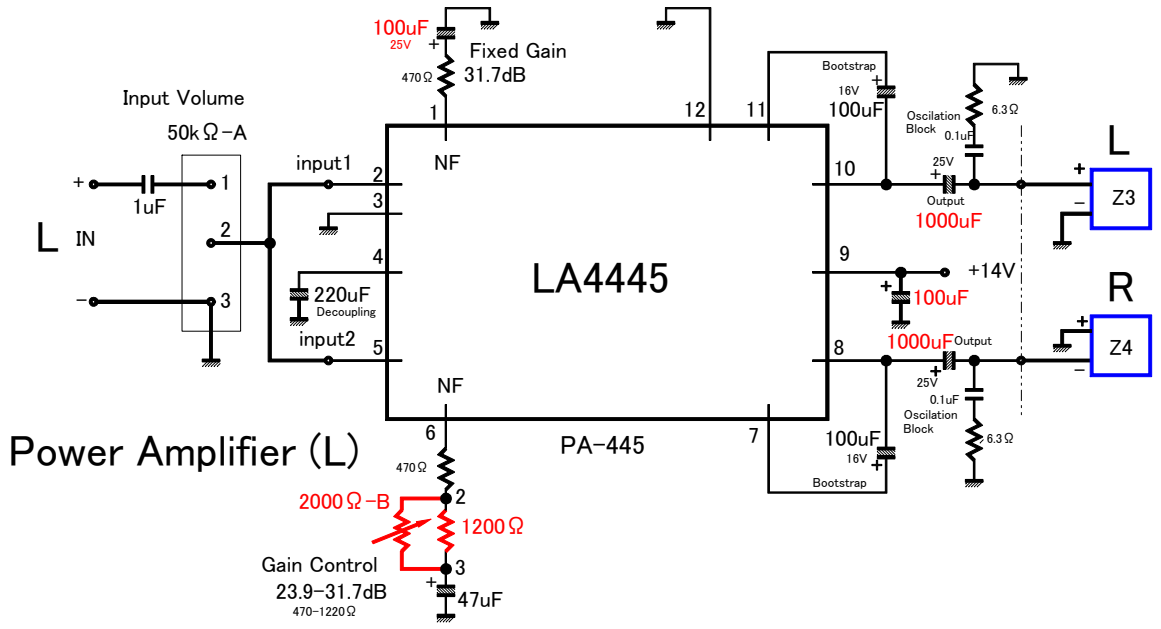 100uF
25V
+
470Ω
Fixed Gain
31.7dB
1
Input Volume
50kΩ-A
+
1uF
1
2
3
L IN
-
input1
2
3
4
220uF
Decoupling
input2
5
NF
NF
LA4445
12
11
Bootstrap
+
16V
100uF
10
25V
+
Output
1000uF
Oscilation
Block
0.1uF
6.3Ω
L
+
-
Z3
9
+14V
+
100uF
8
1000uF
Output
+
25V
0.1uF
Oscilation
Block
6.3Ω
R
+
-
Z4
7
100uF
16V
+
Bootstrap
PA-445
6
Power Amplifier (L)
470Ω
2
2000Ω-B
1200Ω
3
Gain Control
23.9-31.7dB
470-1220Ω
+
47uF